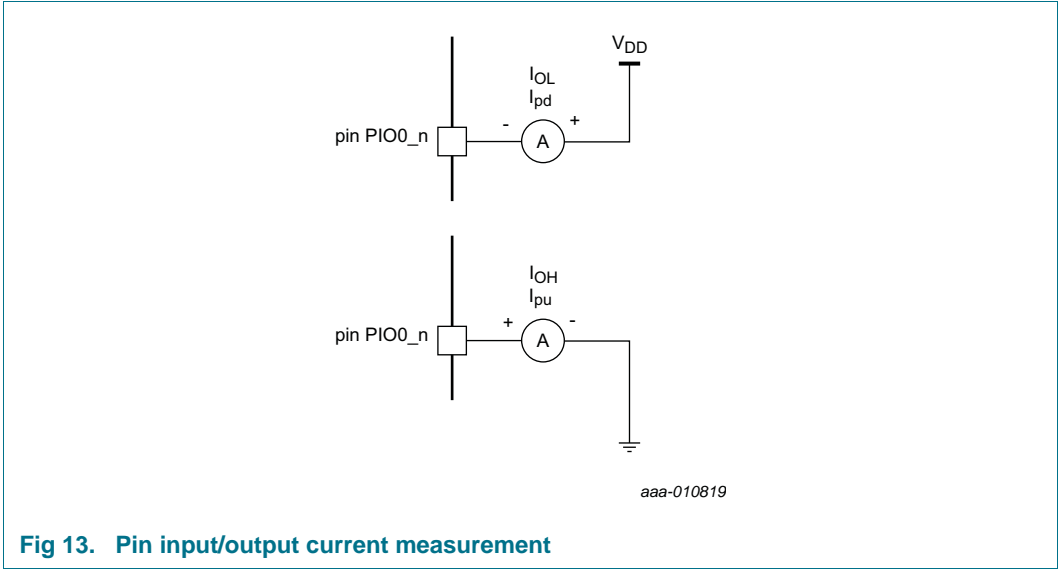 VDD
IOL
Ipd
- +
pin PIO0_n A
IOH
Ipu
+ -
pin PIO0_n A
aaa-010819
Fig 13. Pin input/output current measurement